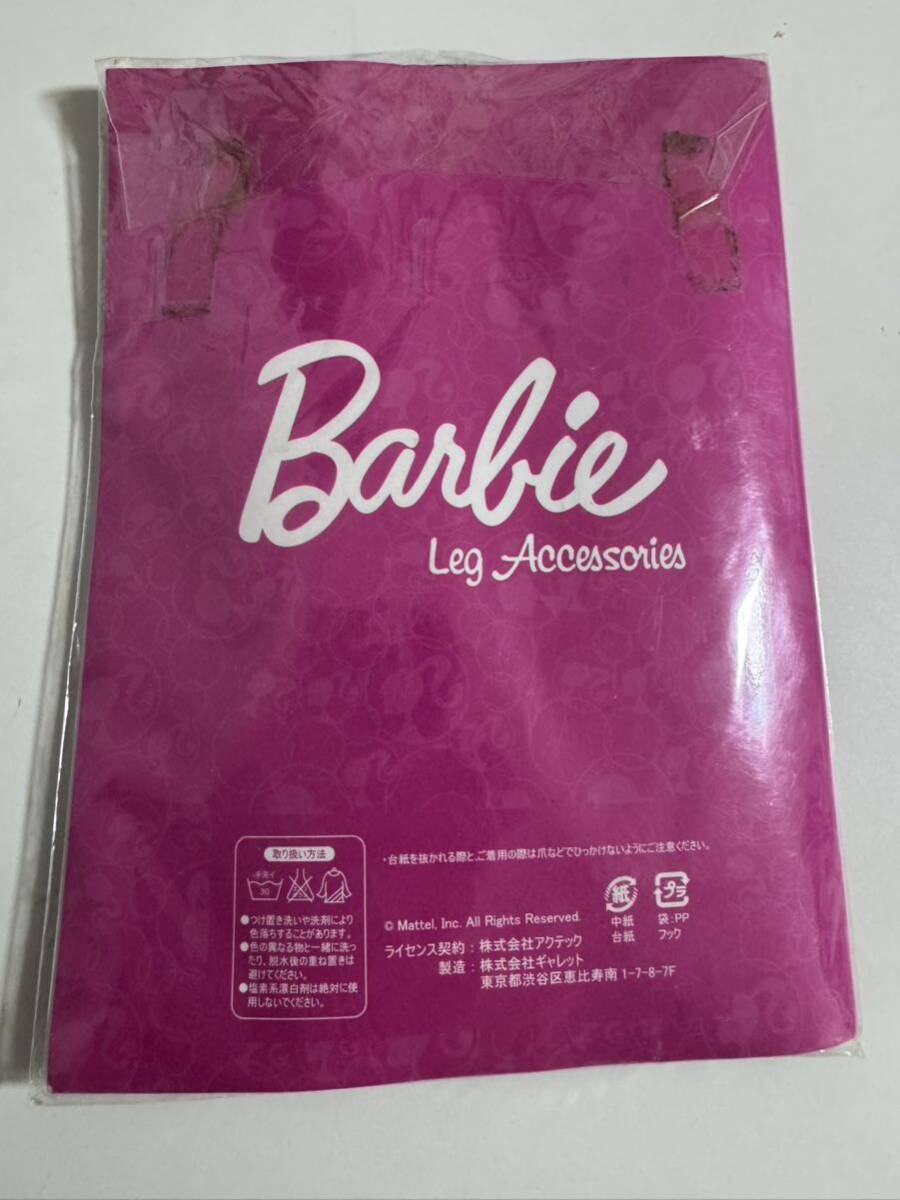 Barbie
Leg Accessories
取り扱い方法
手洗イ
30
●つけ置き洗いや洗剤により
色落ちすることがあります。
●色の異なる物と一緒に洗っ
たり、脱水後の重ね置きは
避けてください。
●塩素系漂白剤は絶対に使
用しないでください。
・台紙を抜かれる際と、ご着用の際は爪などでひっかけないようにご注意ください。
紙
中紙
台紙
プラ
袋：PP
フック
© Mattel, Inc. All Rights Reserved.
ライセンス契約：株式会社アクテック
製造：株式会社ギャレット
東京都渋谷区恵比寿南 1-7-8-7F